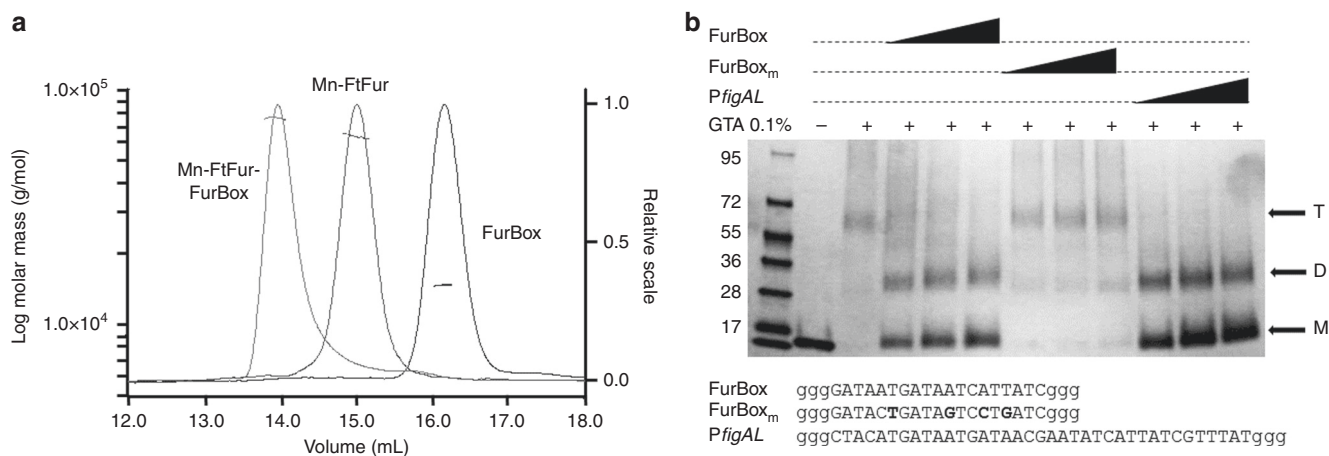 a
1.0×10⁵
1.0×10⁴
Log molar mass (g/mol)
Mn-FtFur
Mn-FtFur-
FurBox
FurBox
1.0
0.5
0.0
Relative scale
12.0 13.0 14.0 15.0 16.0 17.0 18.0
Volume (mL)
b
FurBox
FurBoxₘ
PfigAL
GTA 0.1% – + + + + + + + + + +
95
72
55
36
28
17
T
D
M
FurBox gggGATAATGATAATCATTATCggg
FurBoxₘ gggGATACTGATAGTCCTGATCggg
PfigAL gggCTACATGATAATGATAACGAATATCATTATCGTTTATggg